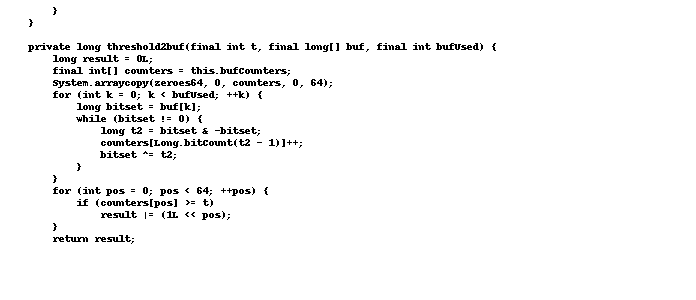 }
}

private long threshold2buf(final int t, final long[] buf, final int bufUsed) {
    long result = 0L;
    final int[] counters = this.bufCounters;
    System.arraycopy(zeroes64, 0, counters, 0, 64);
    for (int k = 0; k < bufUsed; ++k) {
        long bitset = buf[k];
        while (bitset != 0) {
            long t2 = bitset & -bitset;
            counters[Long.bitCount(t2 - 1)]++;
            bitset ^= t2;
        }
    }
    for (int pos = 0; pos < 64; ++pos) {
        if (counters[pos] >= t)
            result |= (1L << pos);
    }
    return result;